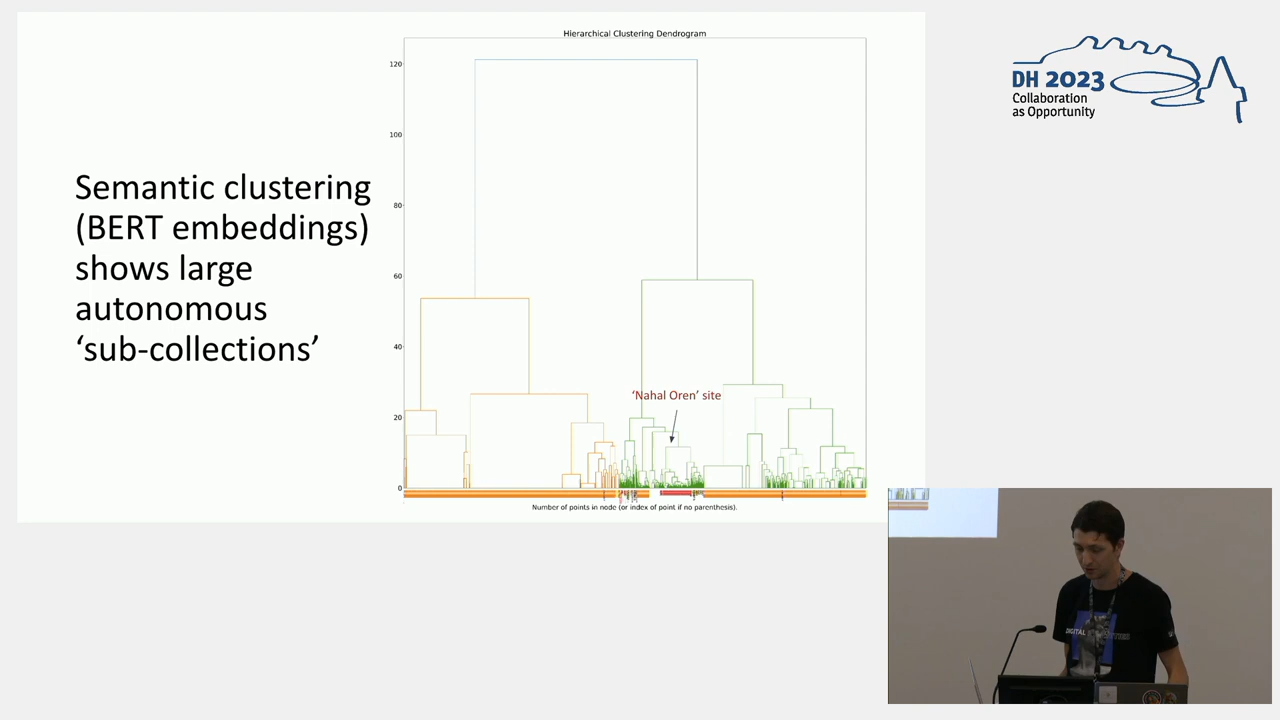 Hierarchical Clustering Dendrogram
120
100
80
60
40
20
0
Semantic clustering
(BERT embeddings)
shows large
autonomous
‘sub-collections’
‘Nahal Oren’ site
Number of points in node (or index of point if no parenthesis).
DH 2023
Collaboration
as Opportunity
DIGITAL